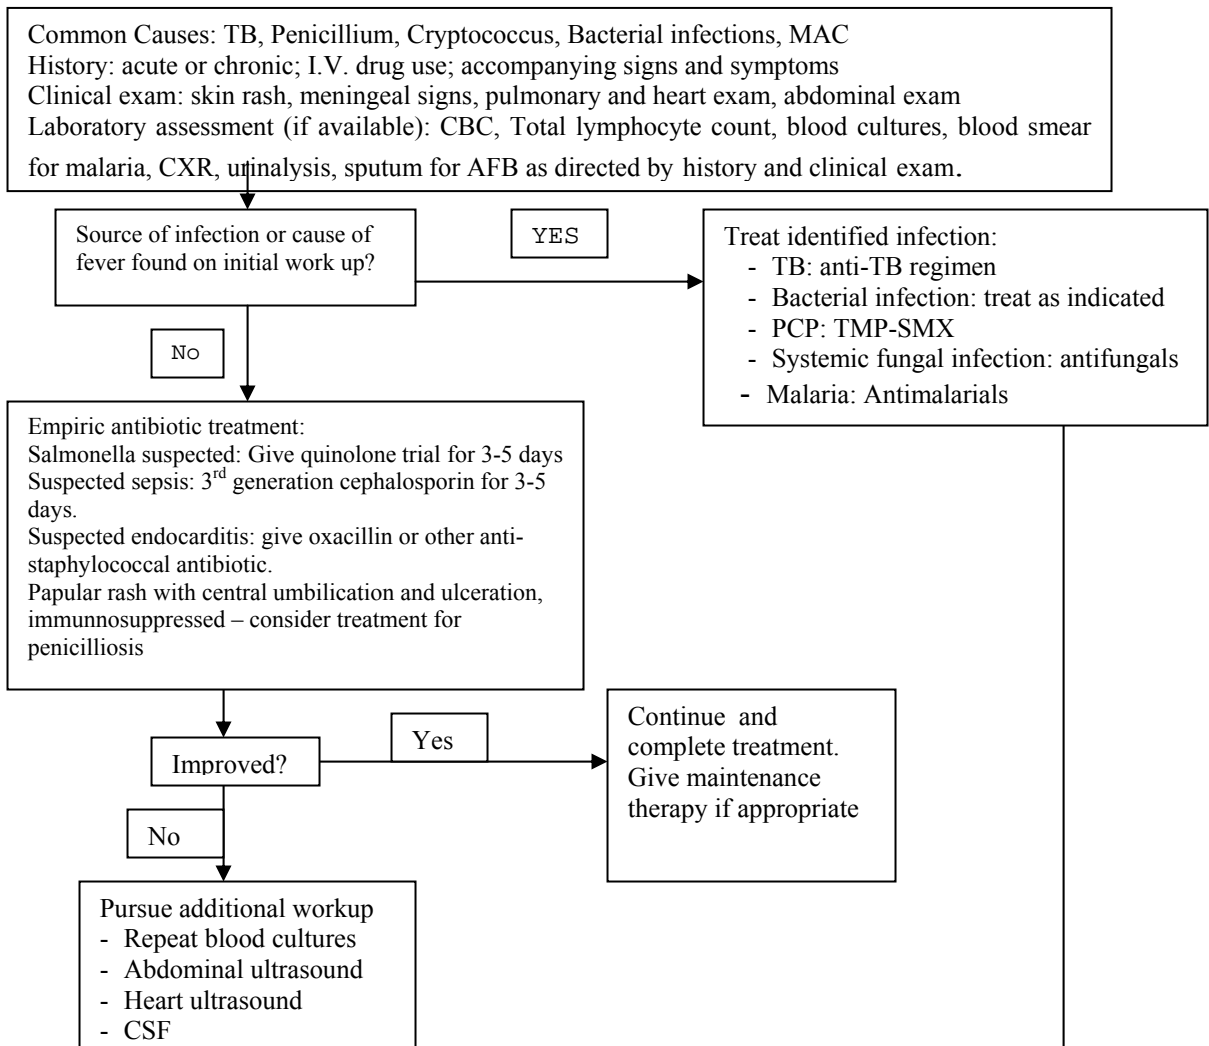 Common Causes: TB, Penicillium, Cryptococcus, Bacterial infections, MAC
History: acute or chronic; I.V. drug use; accompanying signs and symptoms
Clinical exam: skin rash, meningeal signs, pulmonary and heart exam, abdominal exam
Laboratory assessment (if available): CBC, Total lymphocyte count, blood cultures, blood smear
for malaria, CXR, urinalysis, sputum for AFB as directed by history and clinical exam.
Source of infection or cause of
fever found on initial work up?
YES
Treat identified infection:
- TB: anti-TB regimen
- Bacterial infection: treat as indicated
- PCP: TMP-SMX
- Systemic fungal infection: antifungals
- Malaria: Antimalarials
No
Empiric antibiotic treatment:
Salmonella suspected: Give quinolone trial for 3-5 days
Suspected sepsis: 3rd generation cephalosporin for 3-5
days.
Suspected endocarditis: give oxacillin or other anti-
staphylococcal antibiotic.
Papular rash with central umbilication and ulceration,
immunnosuppressed – consider treatment for
penicilliosis
Improved?
Yes
Continue and
complete treatment.
Give maintenance
therapy if appropriate
No
Pursue additional workup
- Repeat blood cultures
- Abdominal ultrasound
- Heart ultrasound
- CSF